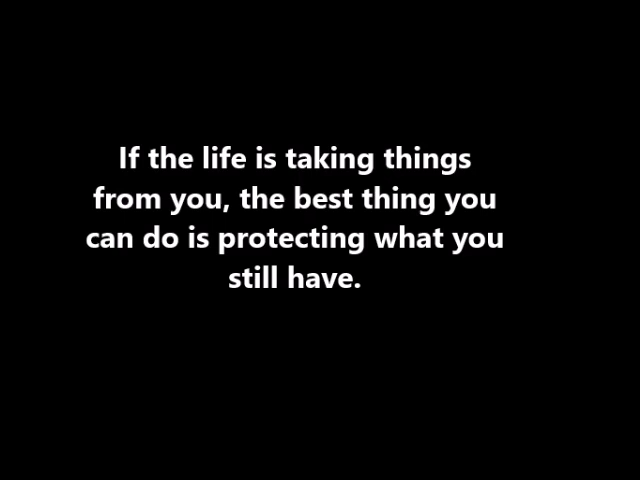 If the life is taking things
from you, the best thing you
can do is protecting what you
still have.